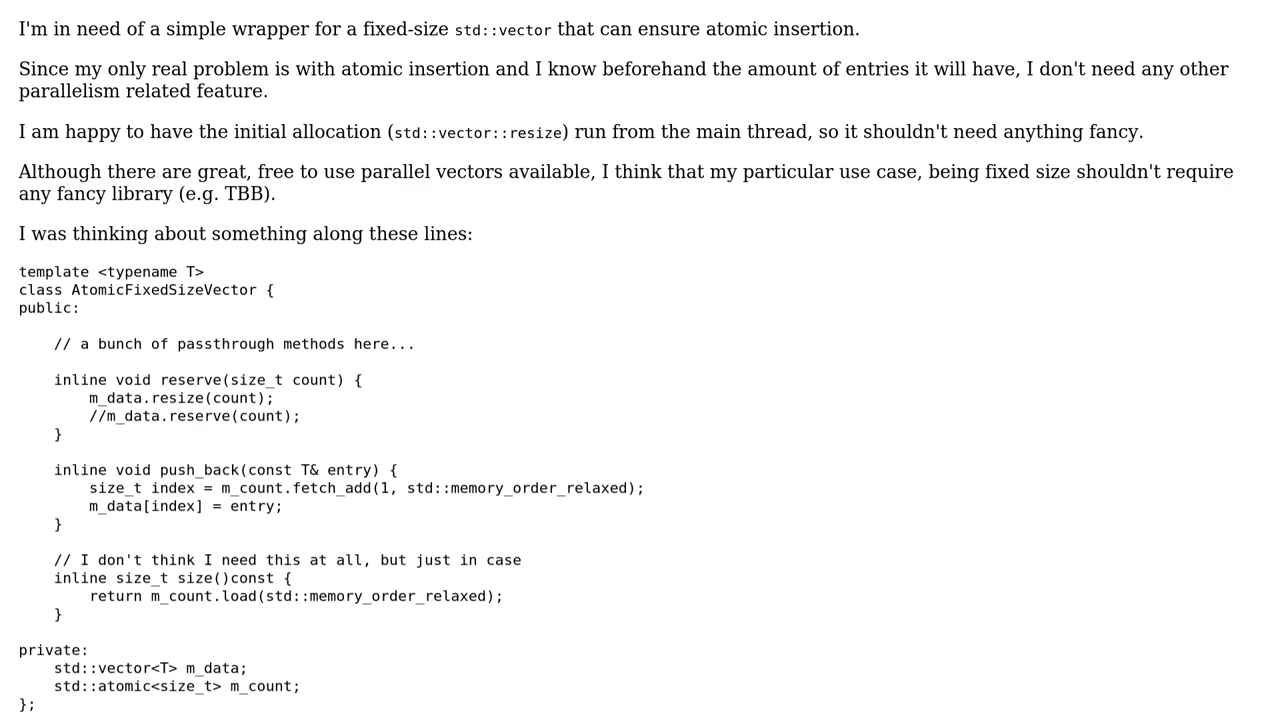 I'm in need of a simple wrapper for a fixed-size std::vector that can ensure atomic insertion.
Since my only real problem is with atomic insertion and I know beforehand the amount of entries it will have, I don't need any other
parallelism related feature.
I am happy to have the initial allocation (std::vector::resize) run from the main thread, so it shouldn't need anything fancy.
Although there are great, free to use parallel vectors available, I think that my particular use case, being fixed size shouldn't require
any fancy library (e.g. TBB).
I was thinking about something along these lines:
template <typename T>
class AtomicFixedSizeVector {
public:
    // a bunch of passthrough methods here...
    inline void reserve(size_t count) {
        m_data.resize(count);
        //m_data.reserve(count);
    }
    inline void push_back(const T& entry) {
        size_t index = m_count.fetch_add(1, std::memory_order_relaxed);
        m_data[index] = entry;
    }
    // I don't think I need this at all, but just in case
    inline size_t size()const {
        return m_count.load(std::memory_order_relaxed);
    }
private:
    std::vector<T> m_data;
    std::atomic<size_t> m_count;
};